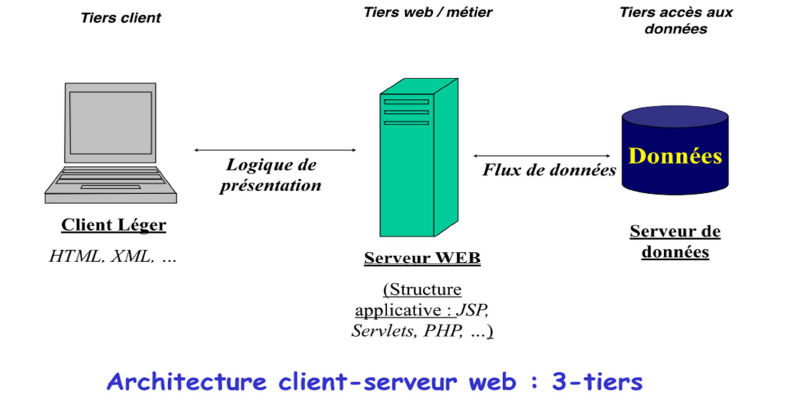 Tiers client
Tiers web / métier
Tiers accès aux
données
Données
Logique de
présentation
Flux de données
Client Léger
HTML, XML, …
Serveur WEB
(Structure
applicative : JSP,
Servlets, PHP, …)
Serveur de
données
Architecture client-serveur web : 3-tiers